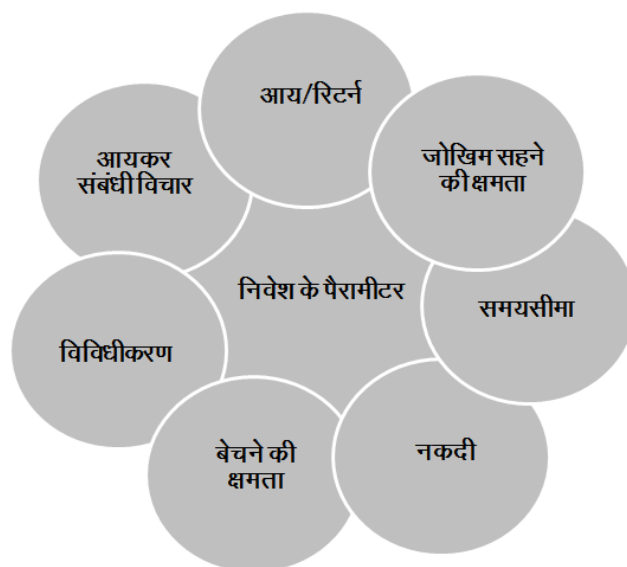 आय/रिटर्न
जोखिम सहने
की क्षमता
समयसीमा
नकदी
बेचने की
क्षमता
विविधीकरण
आयकर
संबंधी विचार
निवेश के पैरामीटर